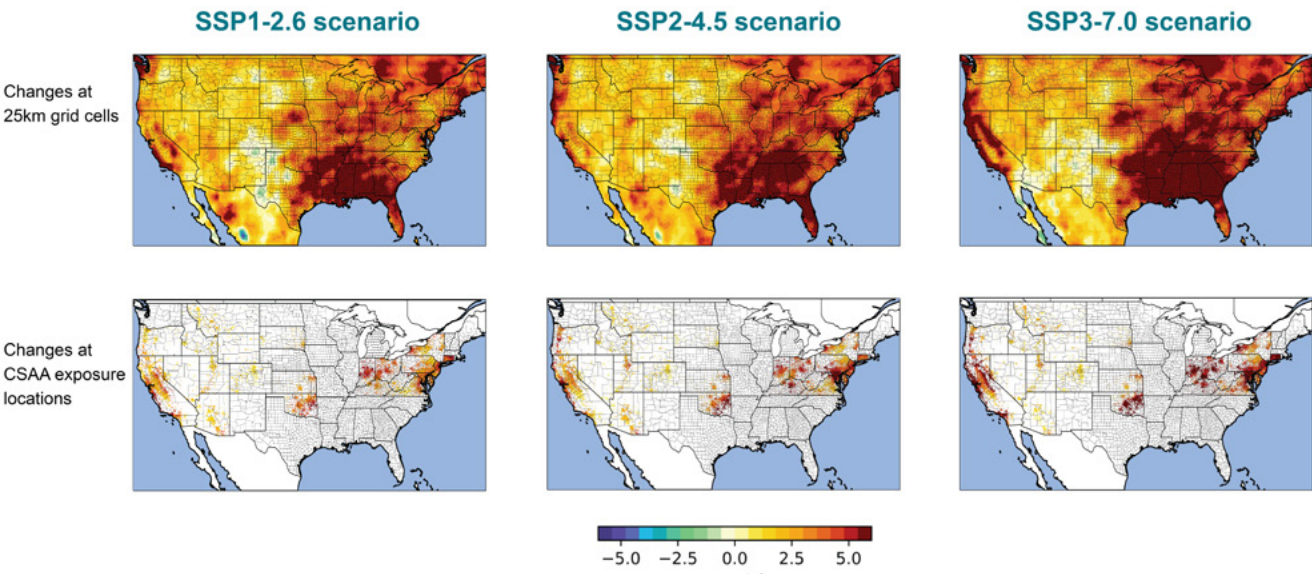 SSP1-2.6 scenario
SSP2-4.5 scenario
SSP3-7.0 scenario
Changes at
25km grid cells
Changes at
CSAA exposure
locations
−5.0 −2.5 0.0 2.5 5.0